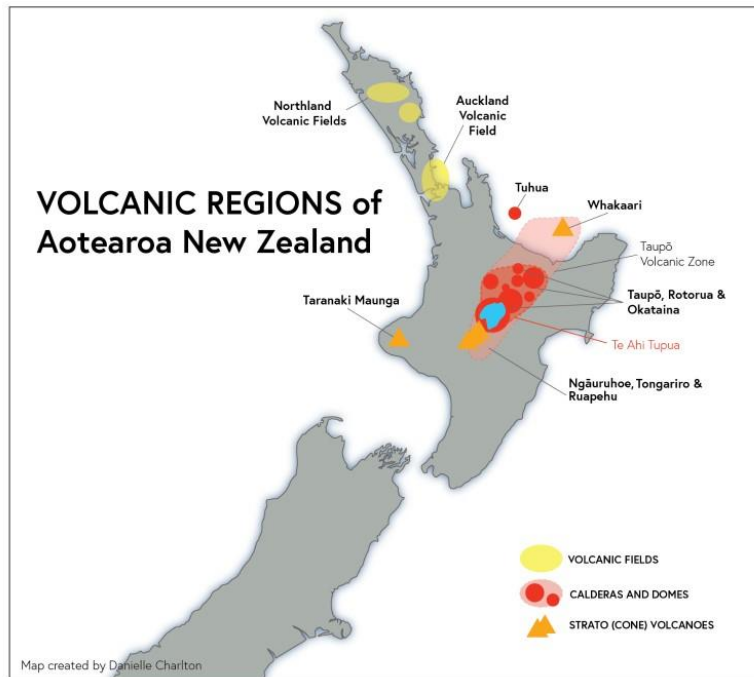 Northland
Volcanic Fields
Auckland
Volcanic
Field
VOLCANIC REGIONS of
Aotearoa New Zealand
Tuhua
Whakaari
Taupō
Volcanic Zone
Taupō, Rotorua &
Okataina
Taranaki Maunga
Te Ahi Tupua
Ngāuruhoe, Tongariro &
Ruapehu
VOLCANIC FIELDS
CALDERAS AND DOMES
STRATO (CONE) VOLCANOES
Map created by Danielle Charlton